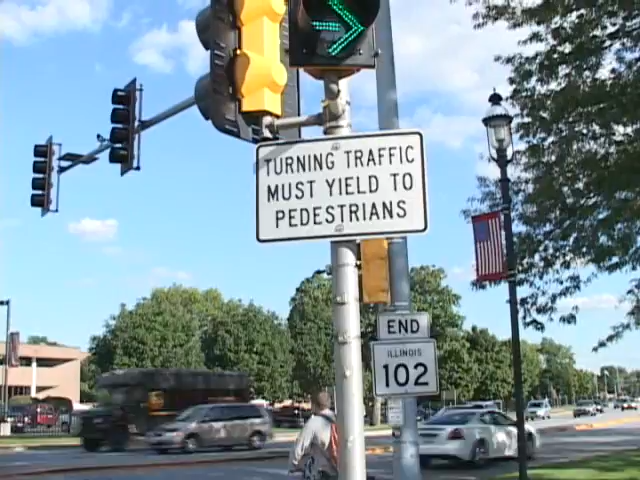 TURNING TRAFFIC
MUST YIELD TO
PEDESTRIANS
END
ILLINOIS
102